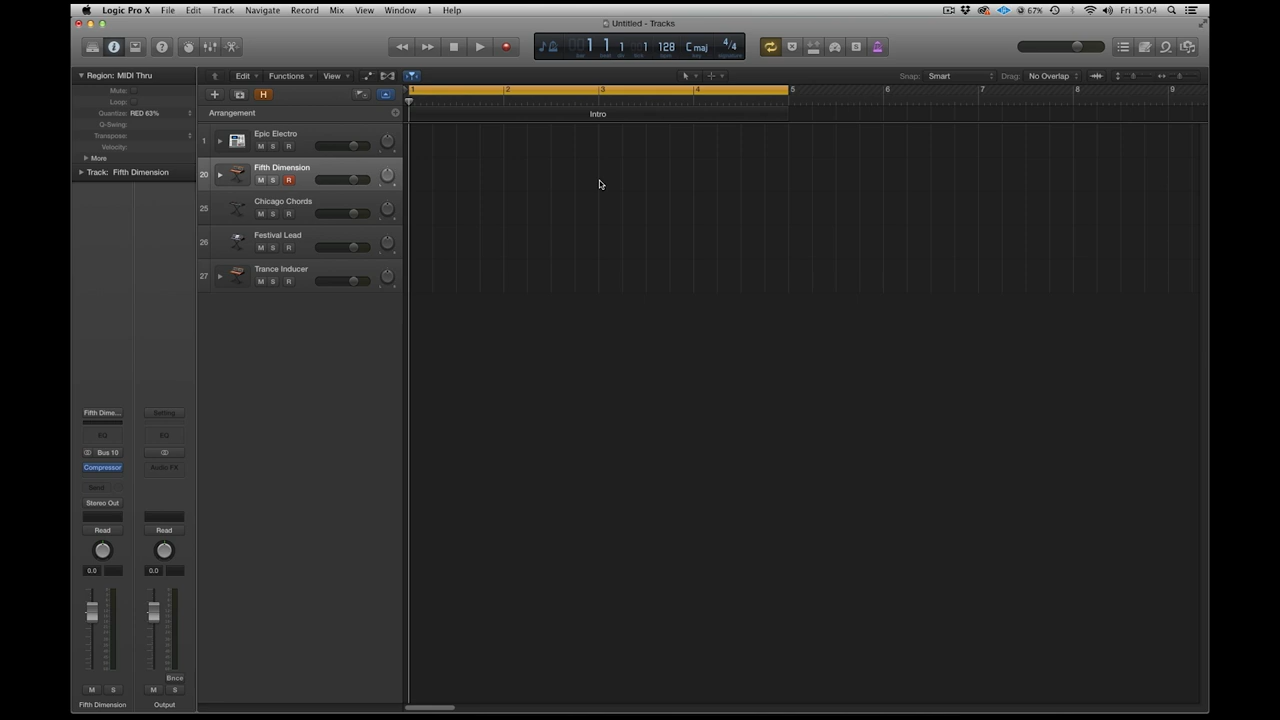 Logic Pro X File Edit Track Navigate Record Mix View Window 1 Help 67% Fri 15:04
Untitled - Tracks
1 1 1 1 128 C maj 4/4
Region: MIDI Thru
Edit Functions View Snap: Smart Drag: No Overlap
Mute:
Loop:
Quantize: RED 63%
Q-Swing:
Transpose:
Velocity:
More
Track: Fifth Dimension
H
1 2 3 4 5 6 7 8 9
Arrangement
Intro
1 Epic Electro
M S R
20 Fifth Dimension
M S R
25 Chicago Chords
M S R
26 Festival Lead
M S R
27 Trance Inducer
M S R
Fifth Dime... Setting
EQ EQ
Bus 10
Compressor Audio FX
Send
Stereo Out
Read Read
0.0 0.0
Bnce
M S M S
Fifth Dimension Output